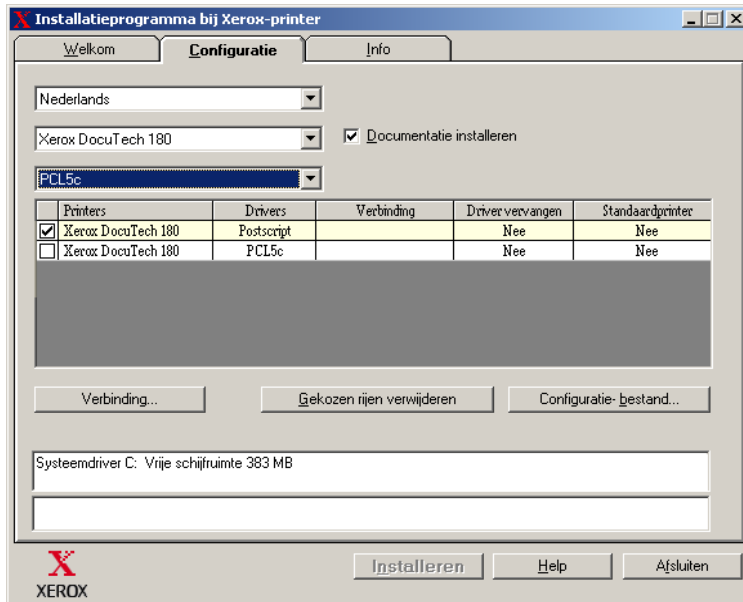 Installatieprogramma bij Xerox-printer
Welkom Configuratie Info
Nederlands
Xerox DocuTech 180 Documentatie installeren
PCL5c
Printers Drivers Verbinding Driver vervangen Standaardprinter
Xerox DocuTech 180 Postscript Nee Nee
Xerox DocuTech 180 PCL5c Nee Nee
Verbinding... Gekozen rijen verwijderen Configuratie- bestand...
Systeemdriver C: Vrije schijfruimte 383 MB
Installeren Help Afsluiten
X
XEROX